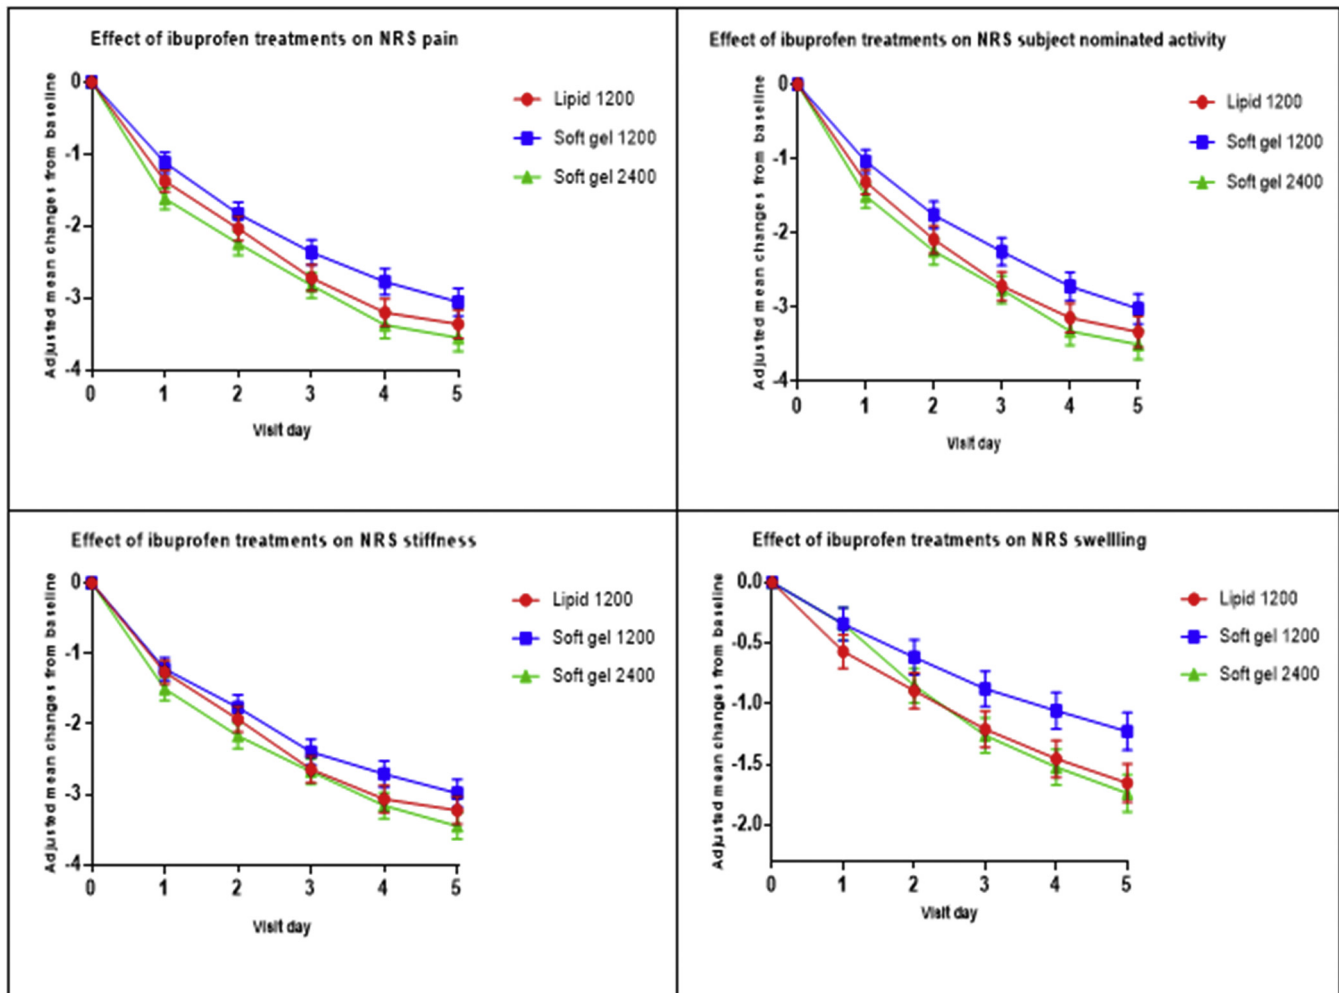 Effect of ibuprofen treatments on NRS pain
Adjusted mean changes from baseline
0
-1
-2
-3
-4
0 1 2 3 4 5
Visit day
Lipid 1200
Soft gel 1200
Soft gel 2400
Effect of ibuprofen treatments on NRS subject nominated activity
Adjusted mean changes from baseline
0
-1
-2
-3
-4
0 1 2 3 4 5
Visit day
Lipid 1200
Soft gel 1200
Soft gel 2400
Effect of ibuprofen treatments on NRS stiffness
Adjusted mean changes from baseline
0
-1
-2
-3
-4
0 1 2 3 4 5
Visit day
Lipid 1200
Soft gel 1200
Soft gel 2400
Effect of ibuprofen treatments on NRS swellling
Adjusted mean changes from baseline
0.0
-0.5
-1.0
-1.5
-2.0
0 1 2 3 4 5
Visit day
Lipid 1200
Soft gel 1200
Soft gel 2400